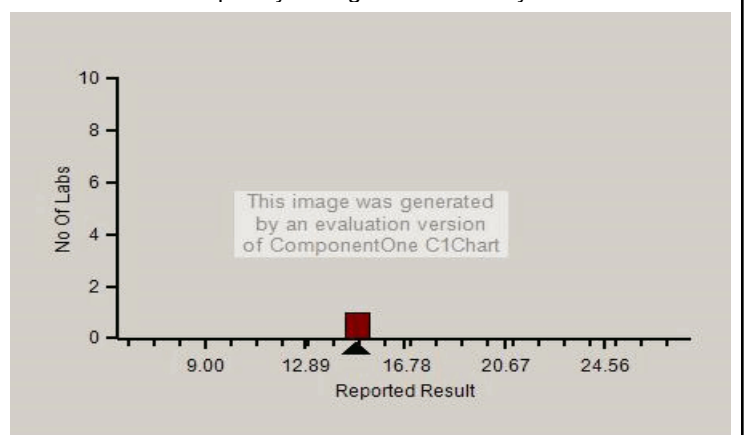 10
8
6
4
2
0
No Of Labs
This image was generated
by an evaluation version
of ComponentOne C1Chart
9.00 12.89 16.78 20.67 24.56
Reported Result